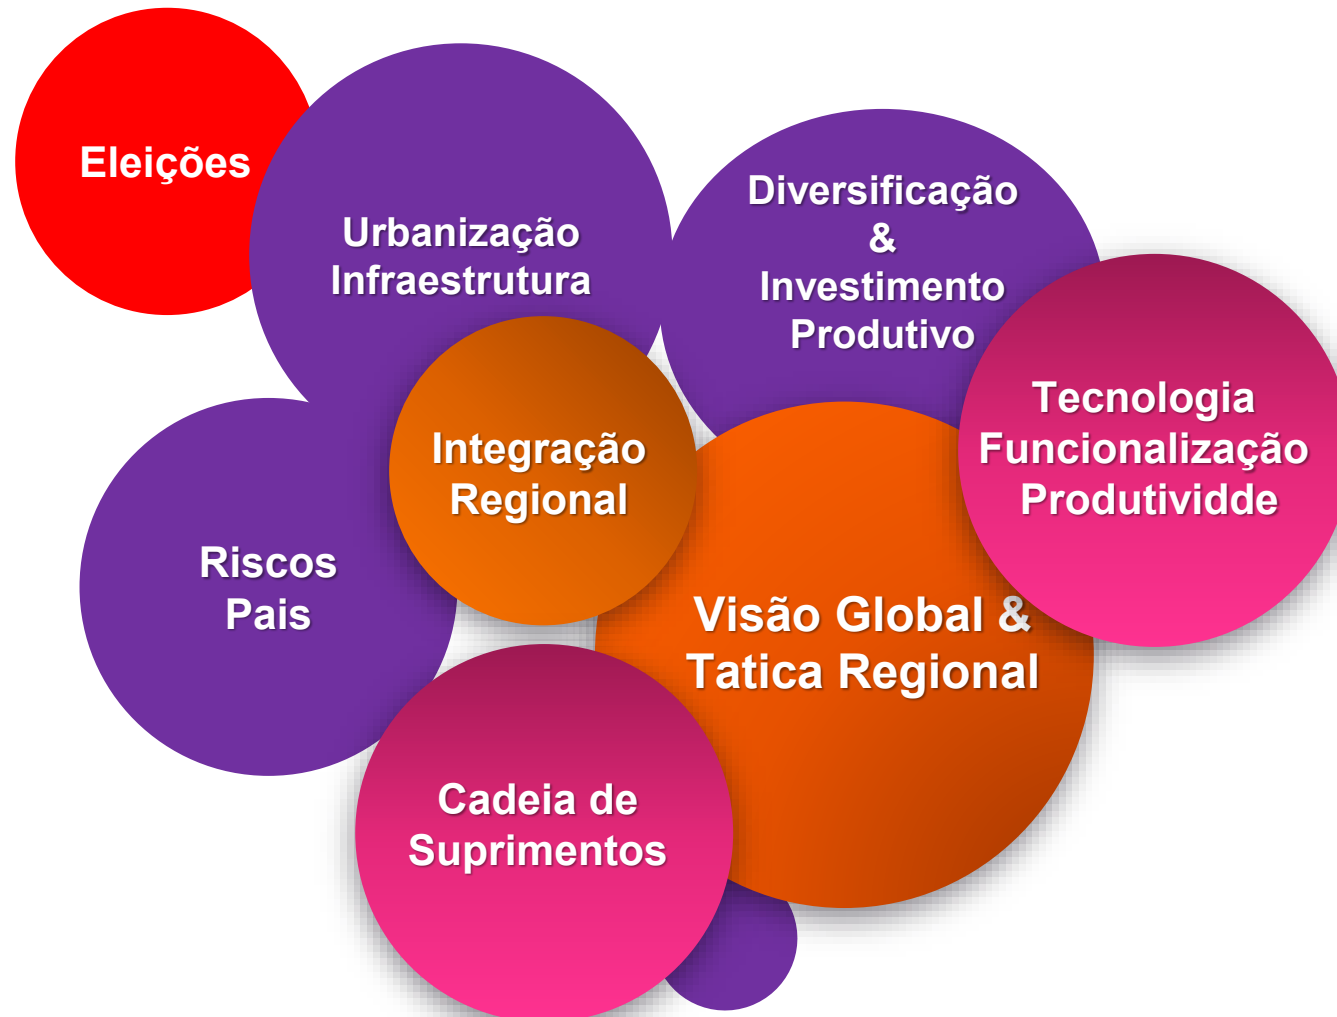 Eleições
Urbanização
Infraestrutura
Diversificação
&
Investimento
Produtivo
Tecnologia
Funcionalização
Produtividde
Integração
Regional
Riscos
Pais
Visão Global &
Tatica Regional
Cadeia de
Suprimentos